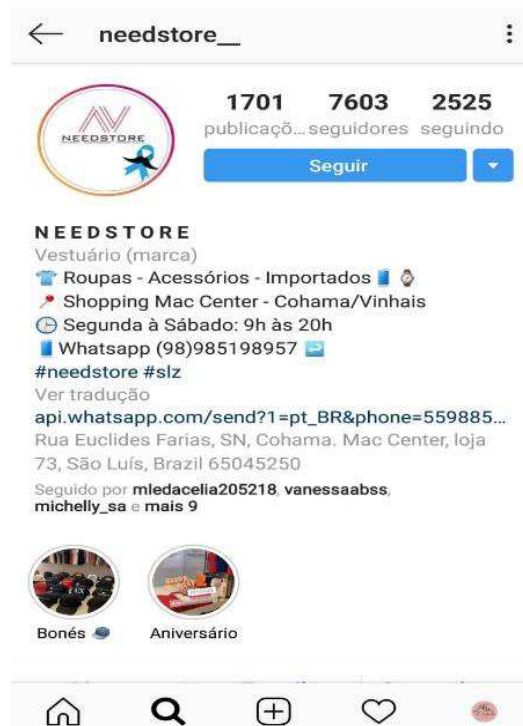 needstore__
NEEDSTORE
1701 7603 2525
publicaçõ... seguidores seguindo
Seguir
NEEDSTORE
Vestuário (marca)
Roupas - Acessórios - Importados
Shopping Mac Center - Cohama/Vinhais
Segunda à Sábado: 9h às 20h
Whatsapp (98)985198957
#needstore #slz
Ver tradução
api.whatsapp.com/send?1=pt_BR&phone=559885...
Rua Euclides Farias, SN, Cohama. Mac Center, loja
73, São Luís, Brazil 65045250
Seguido por mledacelia205218, vanessaabss,
michelly_sa e mais 9
Bonés Aniversário